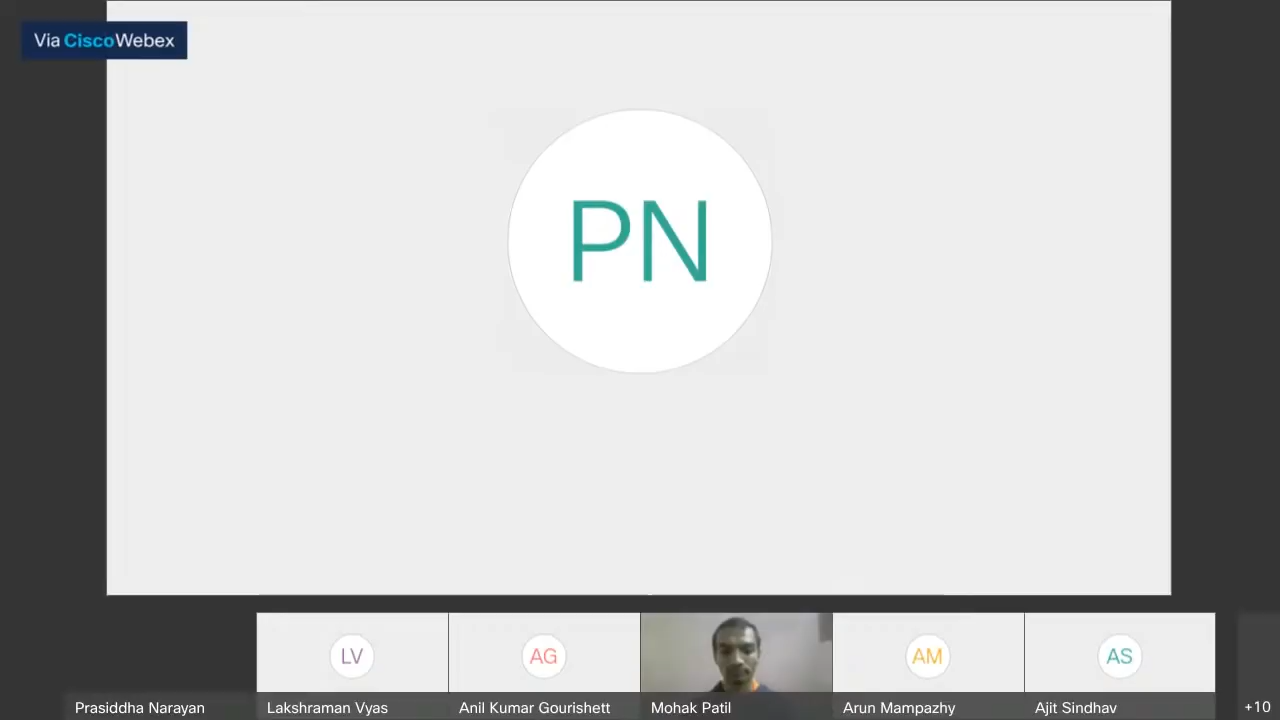 Via CiscoWebex
PN
LV
AG
AM
AS
Prasiddha Narayan
Lakshraman Vyas
Anil Kumar Gourishett
Mohak Patil
Arun Mampazhy
Ajit Sindhav
+10